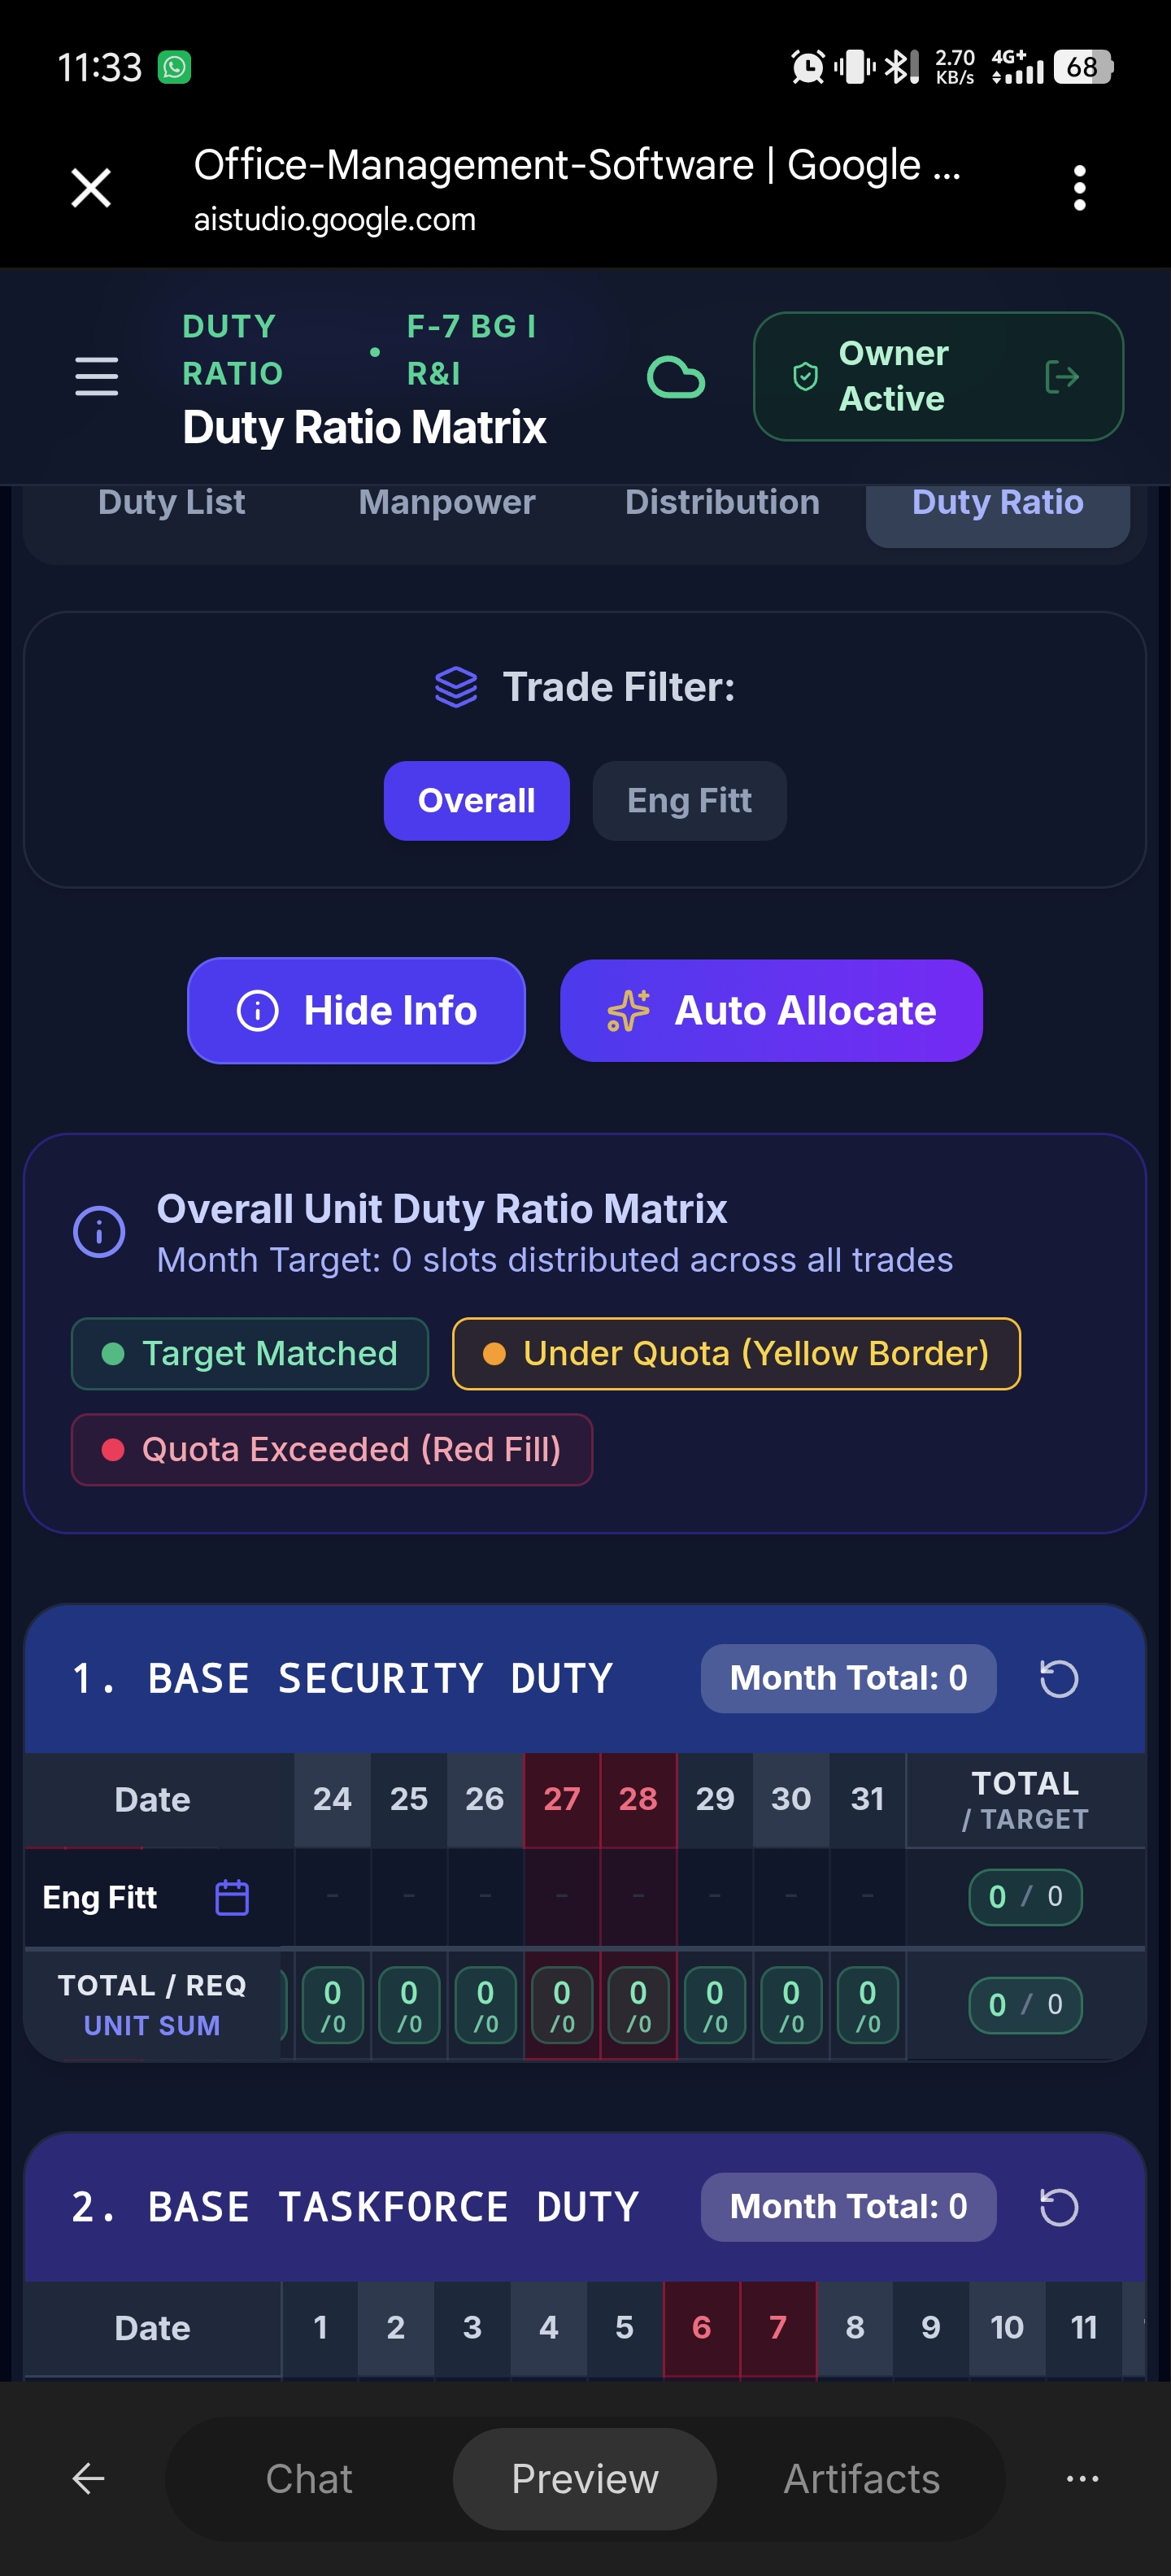 11:33
2.70
KB/s
4G+
68
Office-Management-Software | Google ...
aistudio.google.com
DUTY RATIO • F-7 BG I R&I
Duty Ratio Matrix
Owner
Active
Duty List Manpower Distribution Duty Ratio
Trade Filter:
Overall Eng Fitt
Hide Info Auto Allocate
Overall Unit Duty Ratio Matrix
Month Target: 0 slots distributed across all trades
Target Matched Under Quota (Yellow Border)
Quota Exceeded (Red Fill)
1. BASE SECURITY DUTY Month Total: 0
Date 24 25 26 27 28 29 30 31 TOTAL
/ TARGET
Eng Fitt - - - - - - - - 0 / 0
TOTAL / REQ 0 0 0 0 0 0 0 0 0 / 0
UNIT SUM /0 /0 /0 /0 /0 /0 /0 /0
2. BASE TASKFORCE DUTY Month Total: 0
Date 1 2 3 4 5 6 7 8 9 10 11
Chat Preview Artifacts